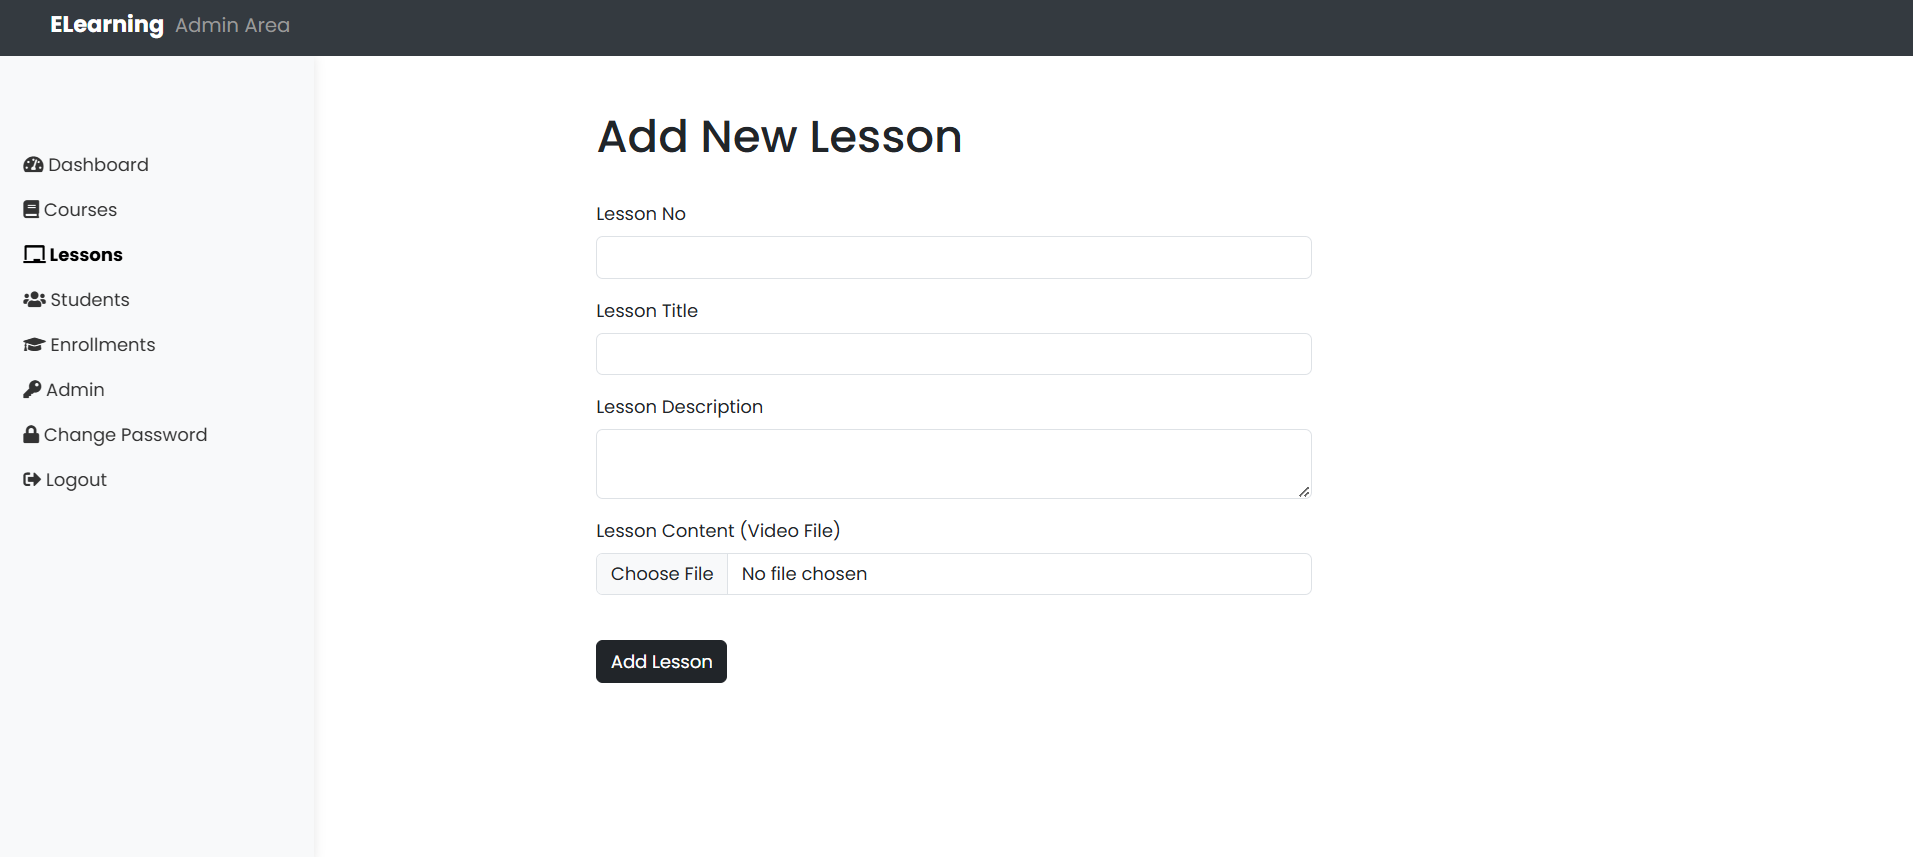 ELearning Admin Area
Dashboard
Courses
Lessons
Students
Enrollments
Admin
Change Password
Logout
Add New Lesson
Lesson No
Lesson Title
Lesson Description
Lesson Content (Video File)
Choose File No file chosen
Add Lesson